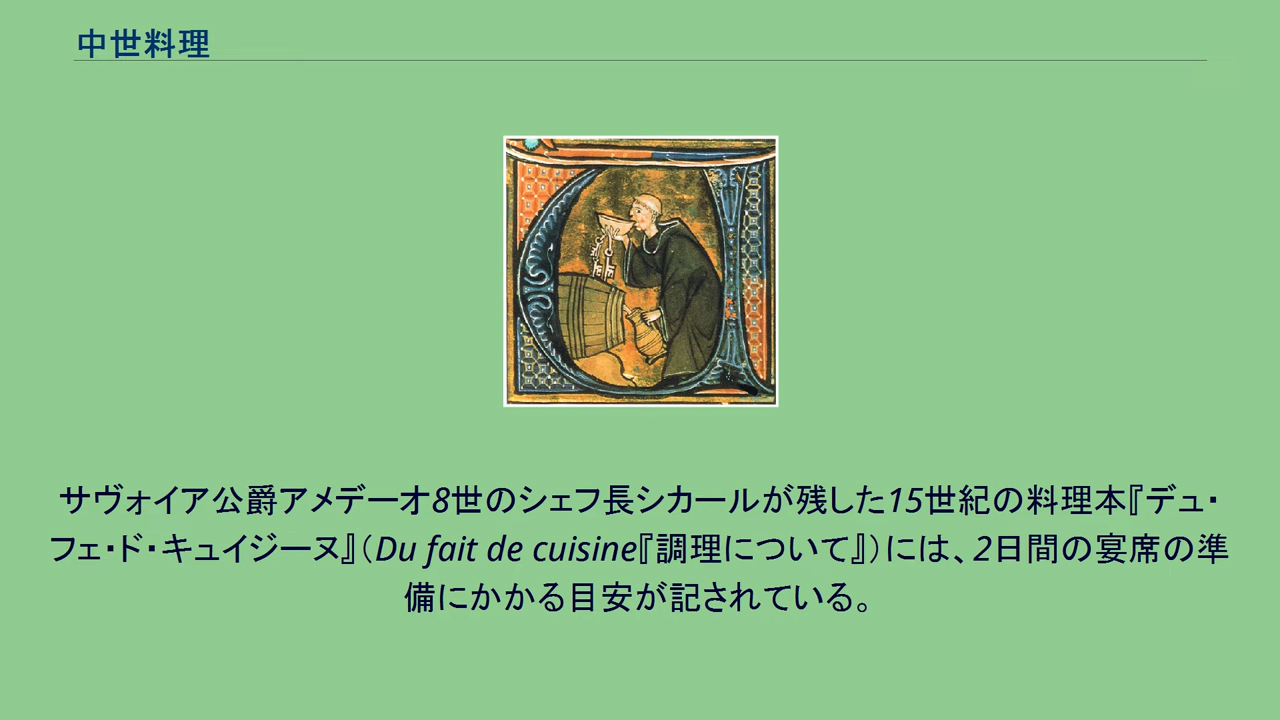 中世料理
サヴォイア公爵アメデーオ8世のシェフ長シカールが残した15世紀の料理本『デュ・
フェ・ド・キュイジーヌ』（Du fait de cuisine『調理について』）には、2日間の宴席の準
備にかかる目安が記されている。